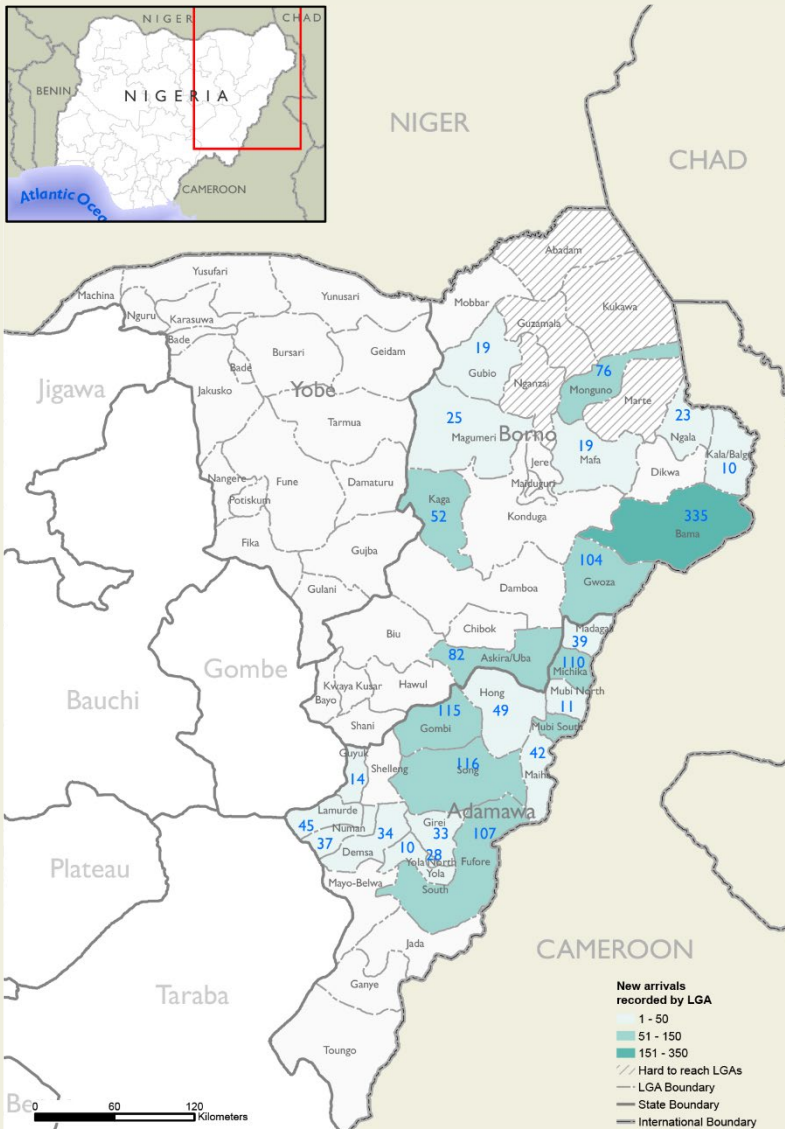 NIGER
CHAD
BENIN
NIGERIA
CAMEROON
Atlantic Ocea
NIGER
CHAD
Abadam
Yusufari
Machina
Yunusari
Mobbar
Kukawa
Nguru
Karasuwa
Guzamala
Bade
Bursari
Geidam
19
76
Gubio
Jigawa
Bade
Yobe
Nganzai
Monguno
Jakusko
Marte
25
23
Tarmua
Magumeri
Borno
19
Ngala
Mafa
Kala/Balge
Jere
10
Nangere
Fune
Damaturu
Maiduguri
Dikwa
Potiskum
Kaga
52
Konduga
335
Bama
Fika
Gujba
104
Gwoza
Gulani
Damboa
Chibok
Madagali
Biu
39
82
Askira/Uba
110
Michika
Gombe
Kwaya Kusar
Hawul
Hong
Mubi North
Bauchi
Bayo
115
49
11
Shani
Gombi
Mubi South
Guyuk
116
42
Song
Shelleng
Maiha
14
Lamurde
Adamawa
45
Numan
34
Girei
33
107
37
Demsa
10
28
Yola North
Fufore
Plateau
Yola
Mayo-Belwa
South
Jada
CAMEROON
Taraba
Ganye
Toungo
New arrivals
recorded by LGA
1 - 50
51 - 150
151 - 350
Hard to reach LGAs
LGA Boundary
State Boundary
International Boundary
0 60 120
Kilometers